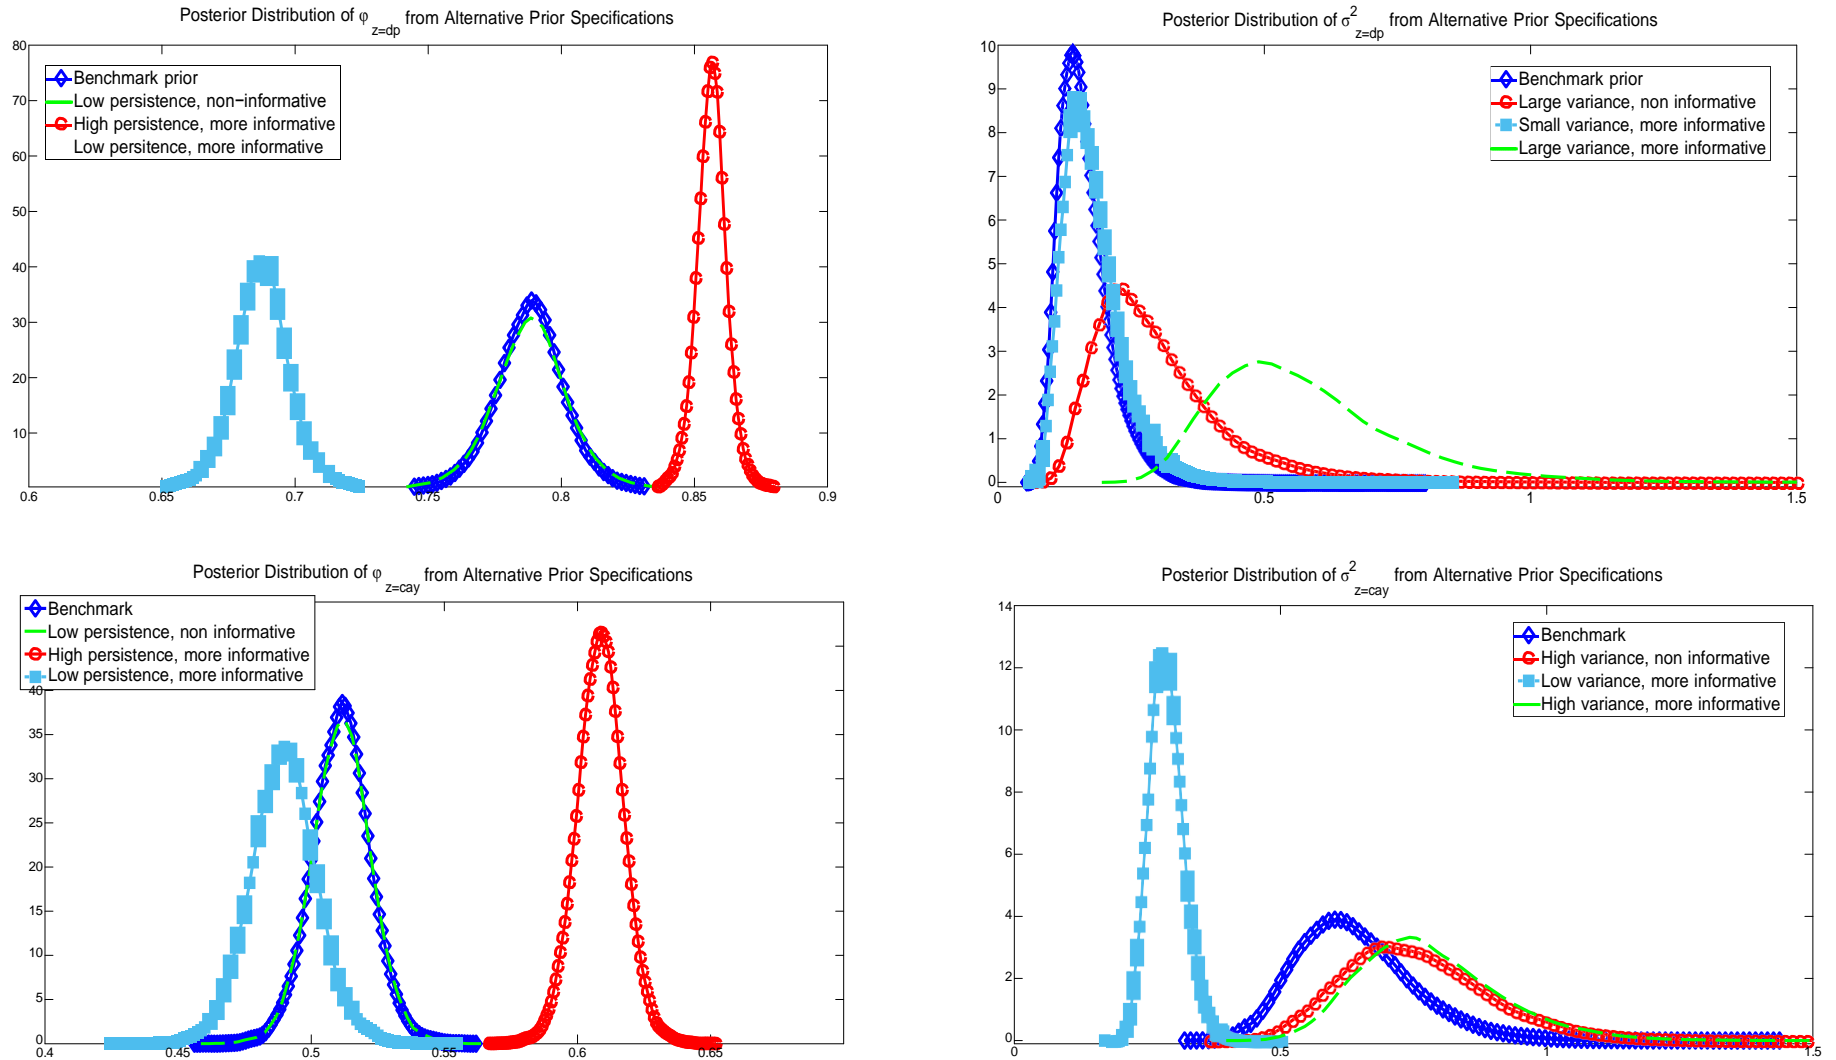 Posterior Distribution of φ z=dp from Alternative Prior Specifications
80
70
60
50
40
30
20
10
0.6
0.65
0.7
0.75
0.8
0.85
0.9
Benchmark prior
Low persistence, non−informative
High persistence, more informative
Low persitence, more informative
Posterior Distribution of σ² z=dp from Alternative Prior Specifications
10
9
8
7
6
5
4
3
2
1
0
0.5
1
1.5
Benchmark prior
Large variance, non informative
Small variance, more informative
Large variance, more informative
Posterior Distribution of φ z=cay from Alternative Prior Specifications
Benchmark
Low persistence, non informative
High persistence, more informative
Low persistence, more informative
40
35
30
25
20
15
10
5
0
0.4
0.45
0.5
0.6
0.65
Posterior Distribution of σ² z=cay from Alternative Prior Specifications
14
12
10
8
6
4
2
0
0
0.5
1
1.5
Benchmark
High variance, non informative
Low variance, more informative
High variance, more informative